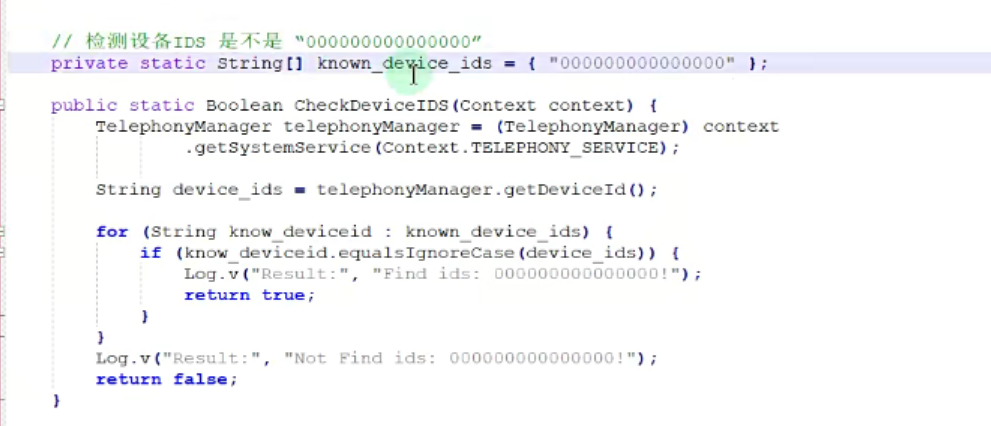 // 检测设备IDS 是不是 “000000000000000”
private static String[] known_device_ids = { "000000000000000" };
public static Boolean CheckDeviceIDS(Context context) {
TelephonyManager telephonyManager = (TelephonyManager) context
.getSystemService(Context.TELEPHONY_SERVICE);
String device_ids = telephonyManager.getDeviceId();
for (String know_deviceid : known_device_ids) {
if (know_deviceid.equalsIgnoreCase(device_ids)) {
Log.v("Result:", "Find ids: 000000000000000!");
return true;
}
}
Log.v("Result:", "Not Find ids: 000000000000000!");
return false;
}